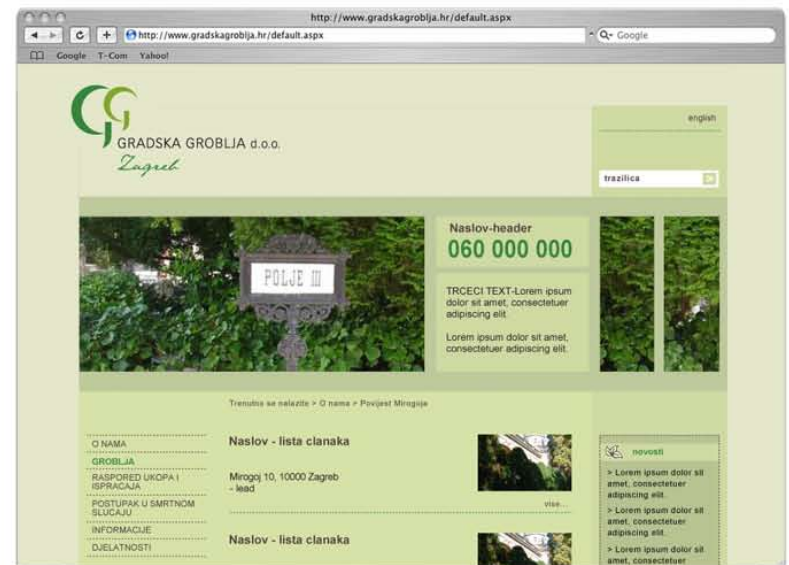 http://www.gradskagroblja.hr/default.aspx
http://www.gradskagroblja.hr/default.aspx
Google
Google T-Com Yahoo!
GRADSKA GROBLJA d.o.o.
Zagreb
english
trazilica
POLJE III
Naslov-header
060 000 000
TRCECI TEXT-Lorem ipsum
dolor sit amet, consectetuer
adipiscing elit
Lorem ipsum dolor sit amet,
consectetuer adipiscing elit.
Trenutno se nalazite > O nama > Povijest Mirogoja
O NAMA
GROBLJA
RASPORED UKOPA I
ISPRACAJA
POSTUPAK U SMRTNOM
SLUCAJU
INFORMACIJE
DJELATNOSTI
Naslov - lista clanaka
Mirogoj 10, 10000 Zagreb
- lead
vise...
Naslov - lista clanaka
novosti
> Lorem ipsum dolor sit
amet, consectetuer
adipiscing elit.
> Lorem ipsum dolor sit
amet, consectetuer
adipiscing elit.
> Lorem ipsum dolor sit
amet, consectetuer